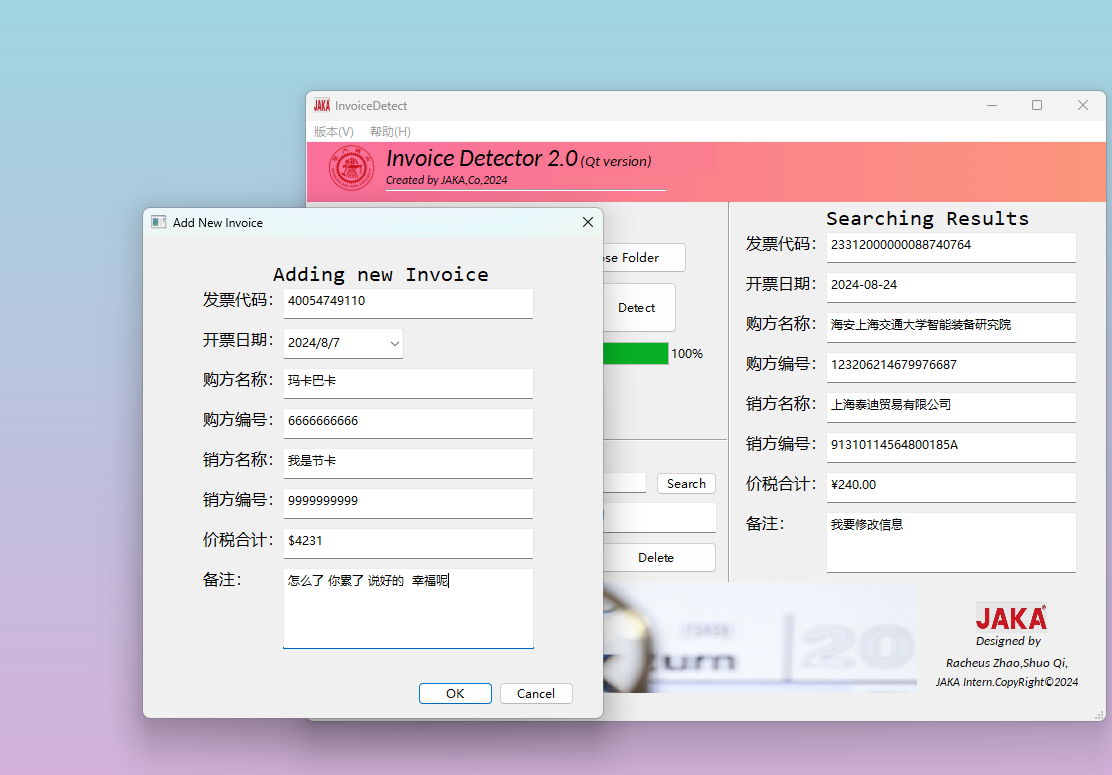 JAKA InvoiceDetect
版本(V) 帮助(H)
Invoice Detector 2.0 (Qt version)
Created by JAKA,Co,2024
Add New Invoice
Adding new Invoice
发票代码: 40054749110
开票日期: 2024/8/7
购方名称: 玛卡巴卡
购方编号: 6666666666
销方名称: 我是节卡
销方编号: 9999999999
价税合计: $4231
备注: 怎么了 你累了 说好的 幸福呢
OK Cancel
Folder
Detect
100%
Search
Delete
Searching Results
发票代码: 23312000000088740764
开票日期: 2024-08-24
购方名称: 海安上海交通大学智能装备研究院
购方编号: 123206214679976687
销方名称: 上海泰迪贸易有限公司
销方编号: 91310114564800185A
价税合计: ¥240.00
备注: 我要修改信息
turn 20
JAKA
Designed by
Racheus Zhao,Shuo Qi,
JAKA Intern.CopyRight©2024